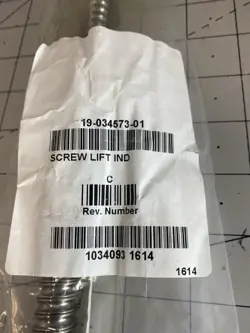 19-034573-01
SCREW LIFT IND
C
Rev. Number
1034093 1614
1614